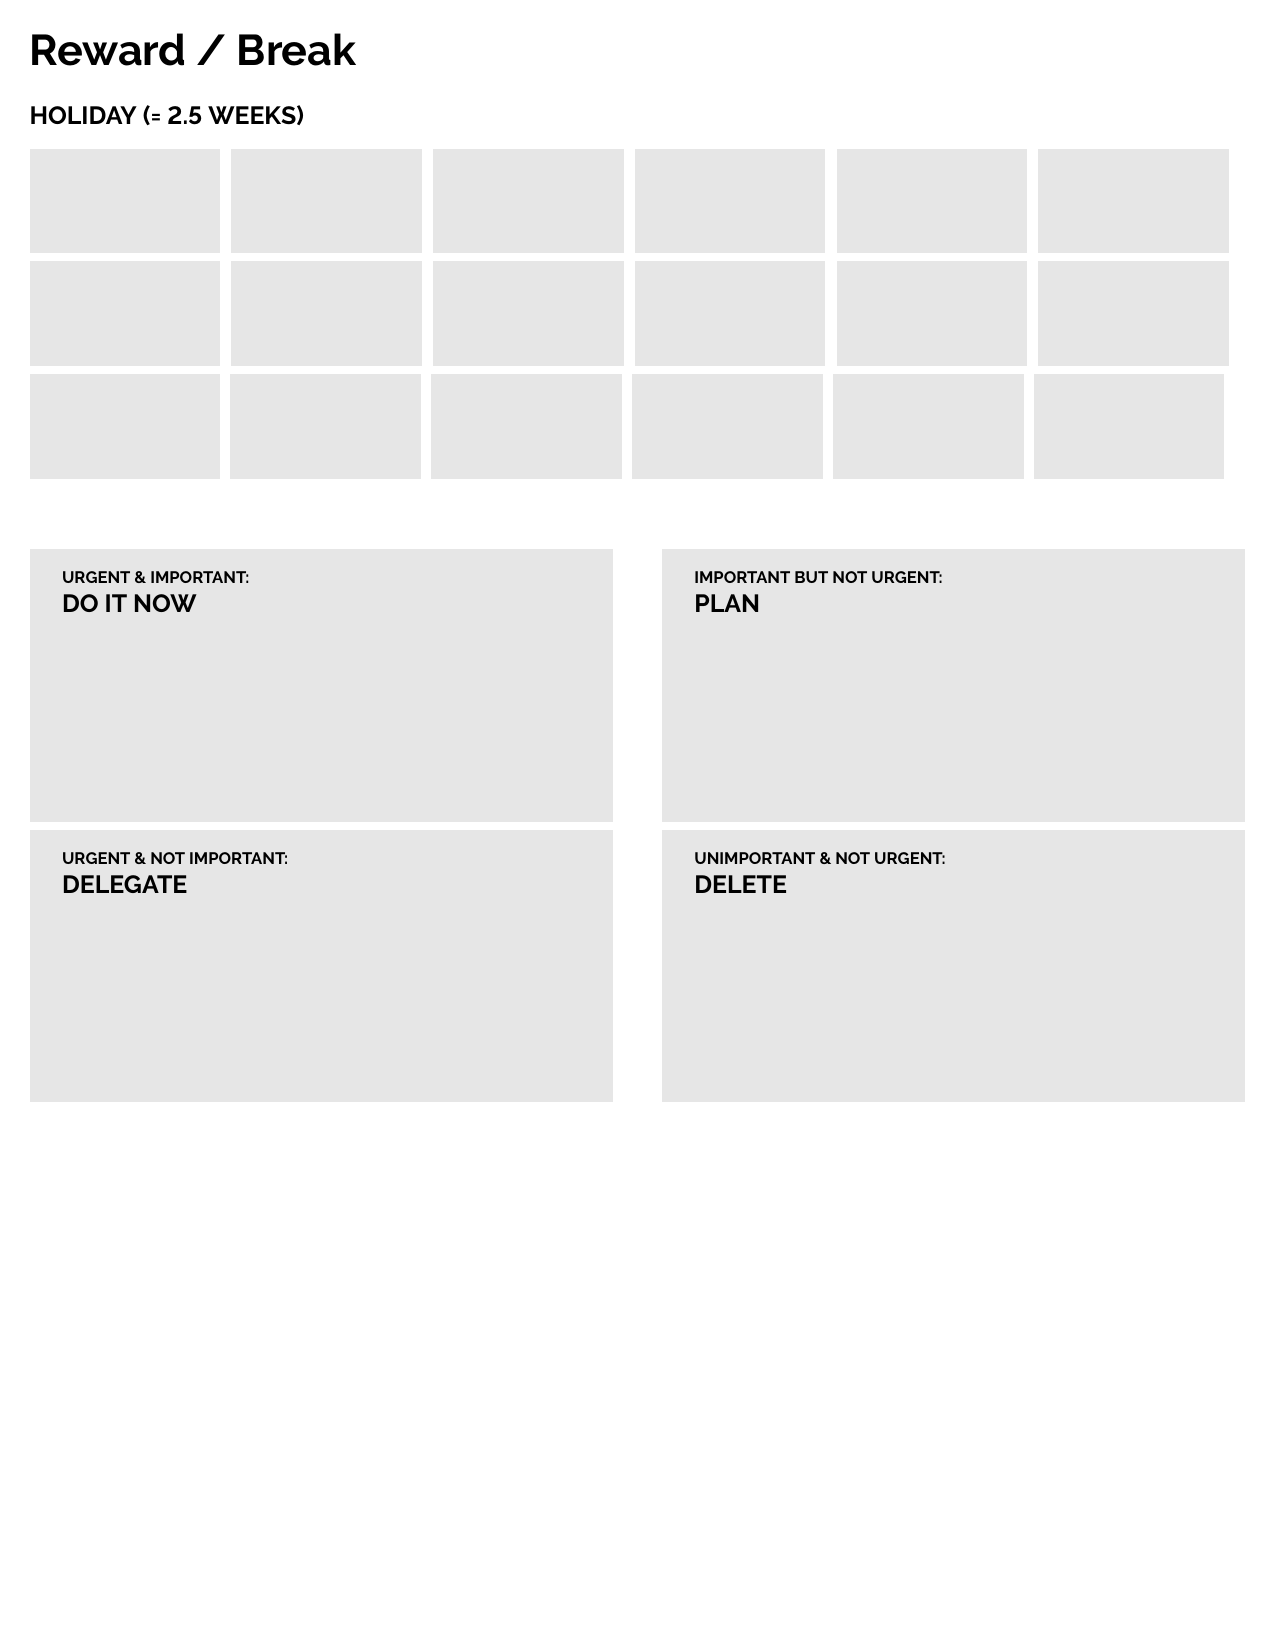 Reward / Break
HOLIDAY (= 2.5 WEEKS)
URGENT & IMPORTANT:
DO IT NOW
IMPORTANT BUT NOT URGENT:
PLAN
URGENT & NOT IMPORTANT:
DELEGATE
UNIMPORTANT & NOT URGENT:
DELETE